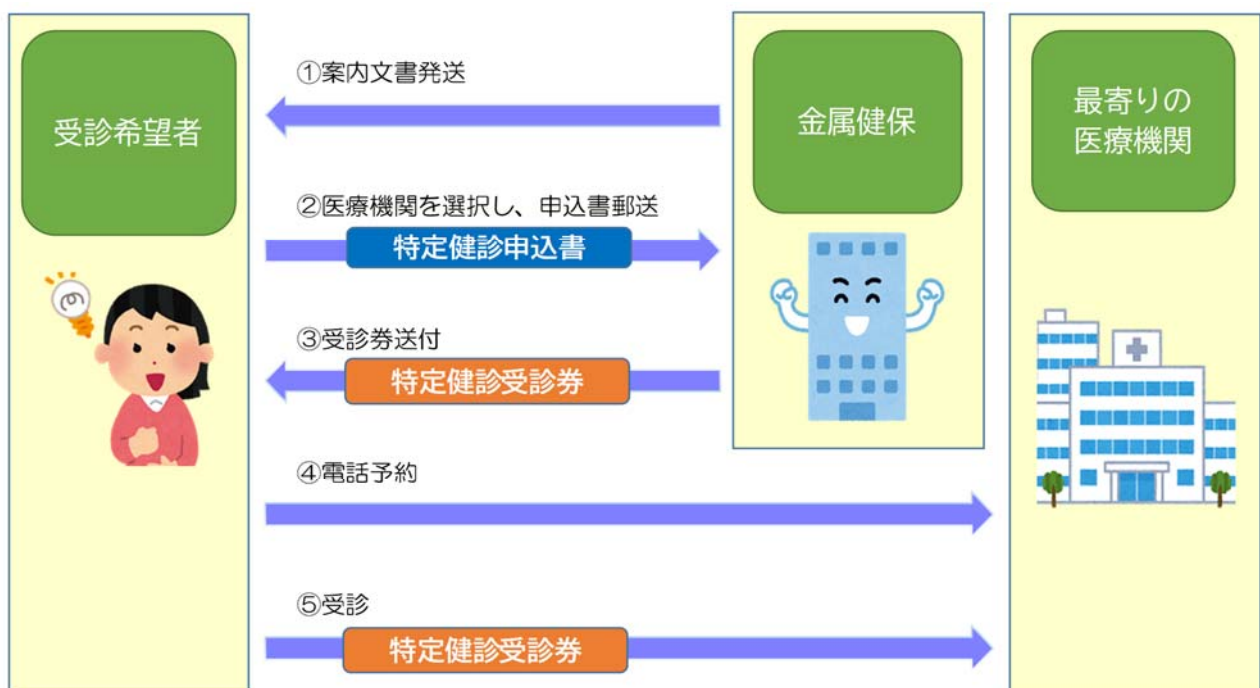 受診希望者
金属健保
最寄りの
医療機関
①案内文書発送
②医療機関を選択し、申込書郵送
特定健診申込書
③受診券送付
特定健診受診券
④電話予約
⑤受診
特定健診受診券